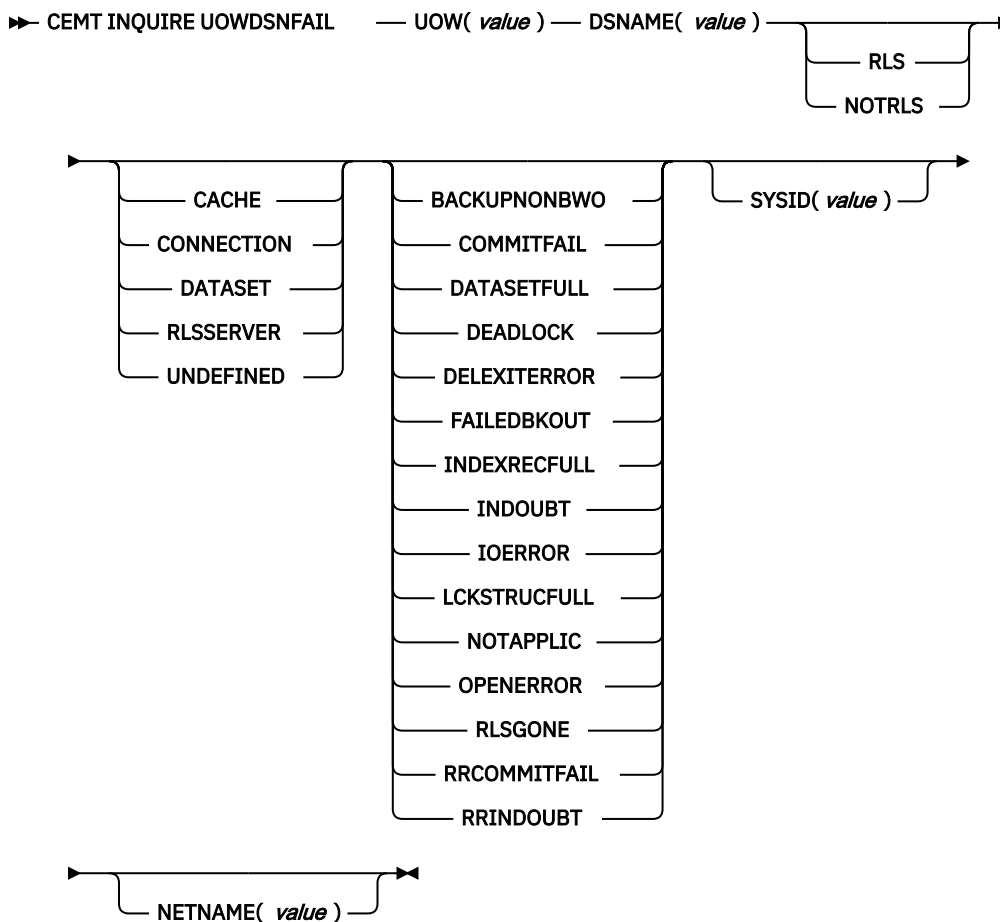 CEMT INQUIRE UOWDSNFAIL UOW( value ) DSNAME( value )
RLS
NOTRLS
CACHE
CONNECTION
DATASET
RLSSERVER
UNDEFINED
BACKUPNONBWO
COMMITFAIL
DATASETFULL
DEADLOCK
DELEXITERROR
FAILEDBKOUT
INDEXRECFULL
INDOUBT
IOERROR
LCKSTRUCFULL
NOTAPPLIC
OPENERROR
RLSGONE
RRCOMMITFAIL
RRINDOUBT
SYSID( value )
NETNAME( value )